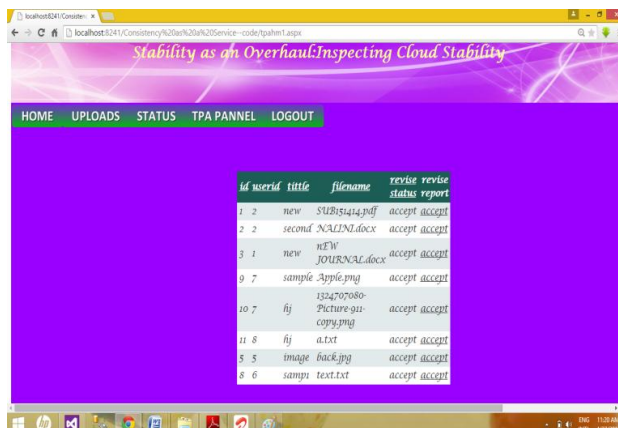 localhost:8241/Consisten
localhost:8241/Consistency%20as%20a%20Service--code/tpahm1.aspx
Stability as an Overhaul:Inspecting Cloud Stability
HOME UPLOADS STATUS TPA PANNEL LOGOUT
id userid tittle filename revise status revise report
1 2 new SUB151414.pdf accept accept
2 2 second NALINI.docx accept accept
3 1 new nEW JOURNAL.docx accept accept
9 7 sample Apple.png accept accept
10 7 hj 1324707080-Picture-911-copy.png accept accept
11 8 hj a.txt accept accept
5 5 image back.jpg accept accept
8 6 samp1 text.txt accept accept
ENG 11:20 AM